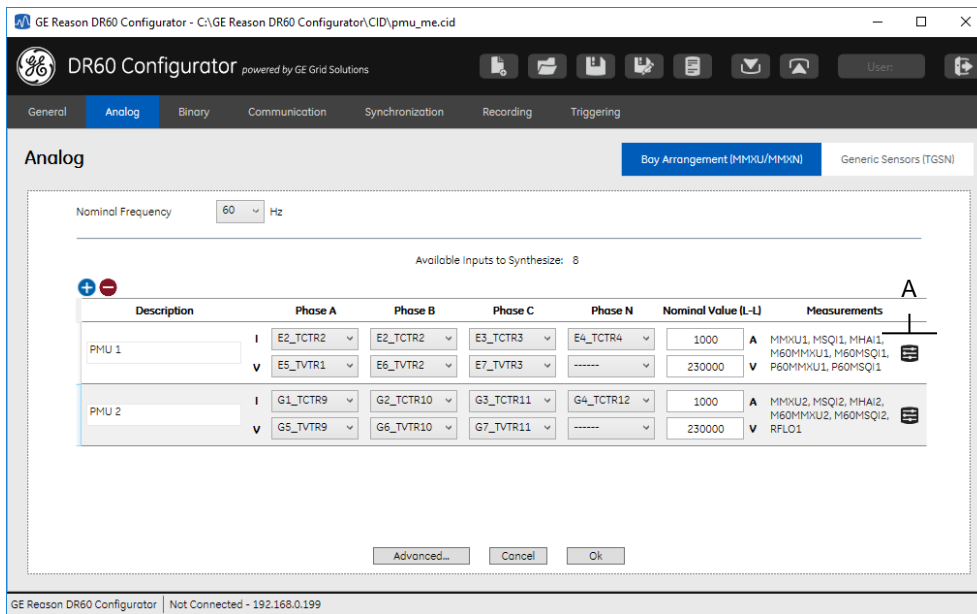 GE Reason DR60 Configurator - C:\GE Reason DR60 Configurator\CID\pmu_me.cid
DR60 Configurator powered by GE Grid Solutions
User:
General Analog Binary Communication Synchronization Recording Triggering
Analog
Bay Arrangement (MMXU/MMXN) Generic Sensors (TGSN)
Nominal Frequency 60 Hz
Available Inputs to Synthesize: 8
A
Description Phase A Phase B Phase C Phase N Nominal Value (L-L) Measurements
PMU 1
I E2_TCTR2 E2_TCTR2 E3_TCTR3 E4_TCTR4 1000 A
V E5_TVTR1 E6_TVTR2 E7_TVTR3 ------ 230000 V
MMXU1, MSQI1, MHAI1,
M60MMXU1, M60MSQI1,
P60MMXU1, P60MSQI1
PMU 2
I G1_TCTR9 G2_TCTR10 G3_TCTR11 G4_TCTR12 1000 A
V G5_TVTR9 G6_TVTR10 G7_TVTR11 ------ 230000 V
MMXU2, MSQI2, MHAI2,
M60MMXU2, M60MSQI2,
RFLO1
Advanced... Cancel Ok
GE Reason DR60 Configurator Not Connected - 192.168.0.199